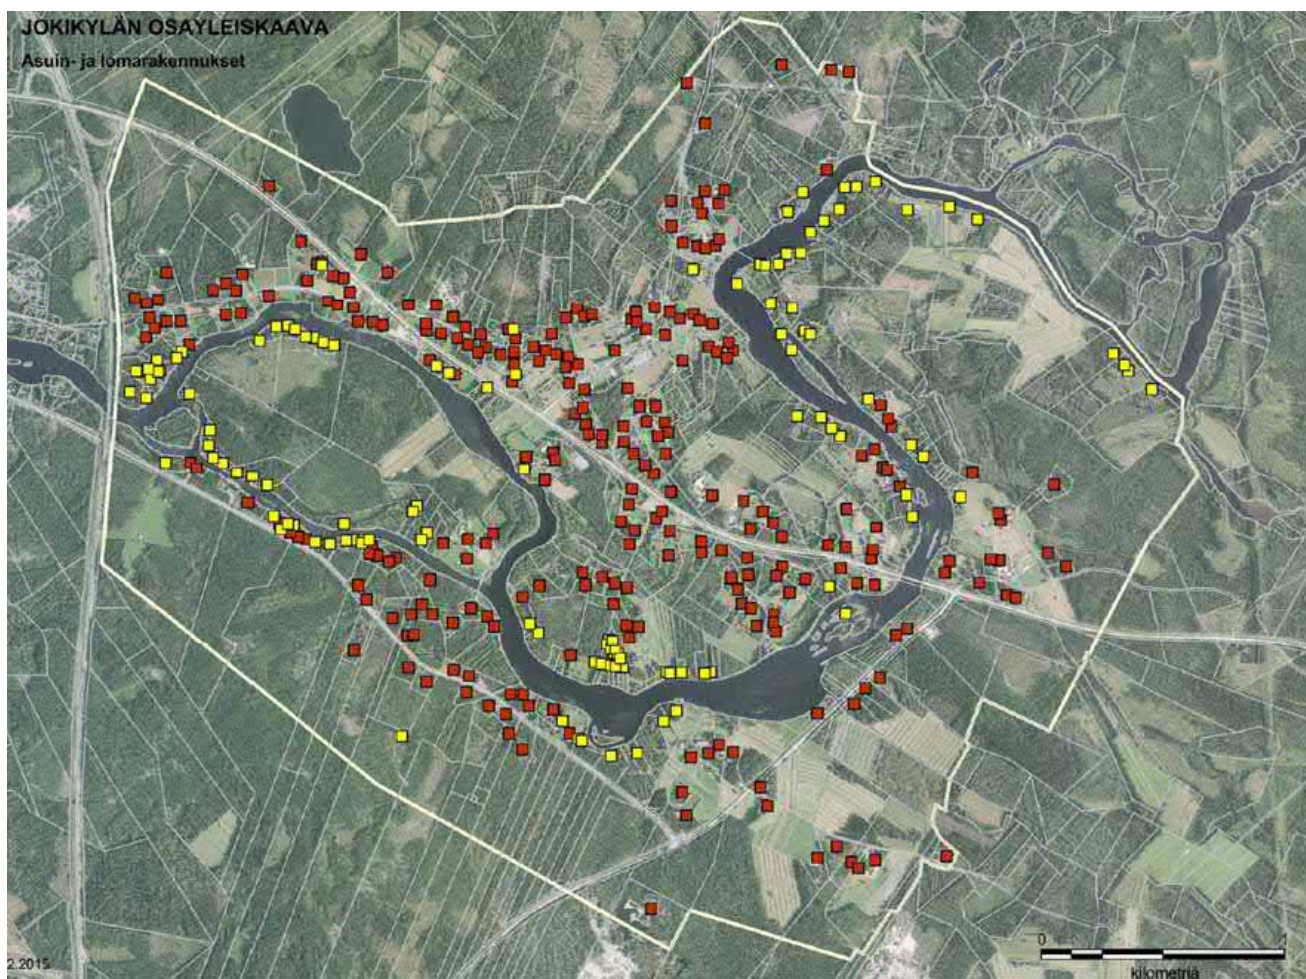 JOKIKYLÄN OSAYLEISKAAVA
Asuin- ja lomarakennukset
0 1
kilometriä
2.2015